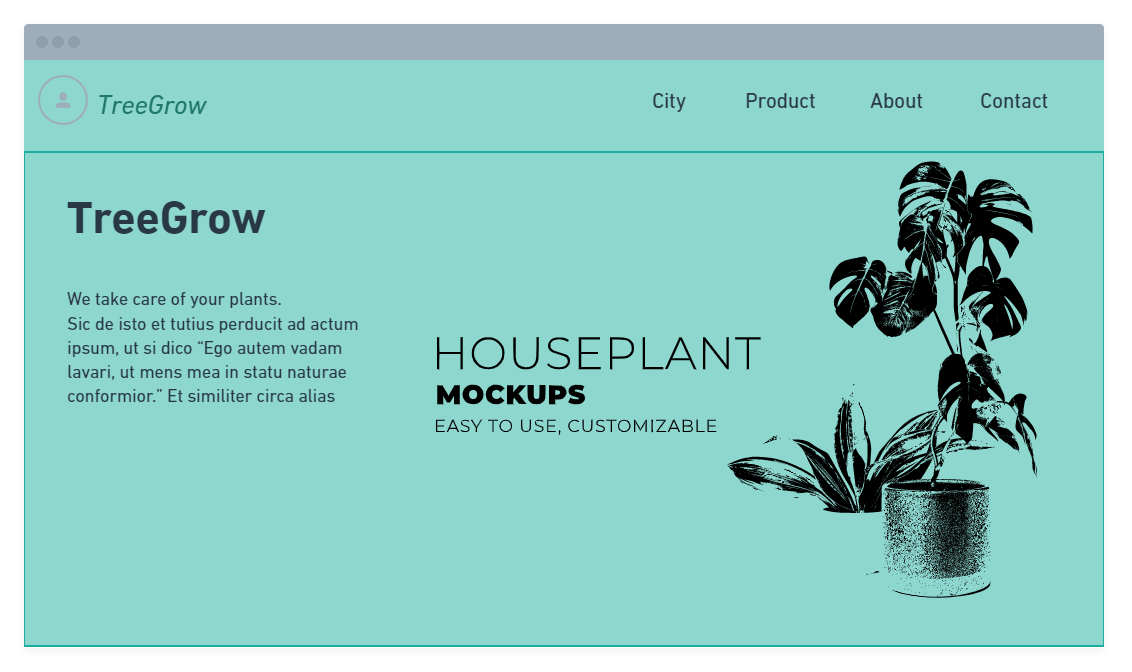 TreeGrow
City Product About Contact
TreeGrow
We take care of your plants.
Sic de isto et tutius perducit ad actum
ipsum, ut si dico “Ego autem vadam
lavari, ut mens mea in statu naturae
conformior.” Et similiter circa alias
HOUSEPLANT
MOCKUPS
EASY TO USE, CUSTOMIZABLE